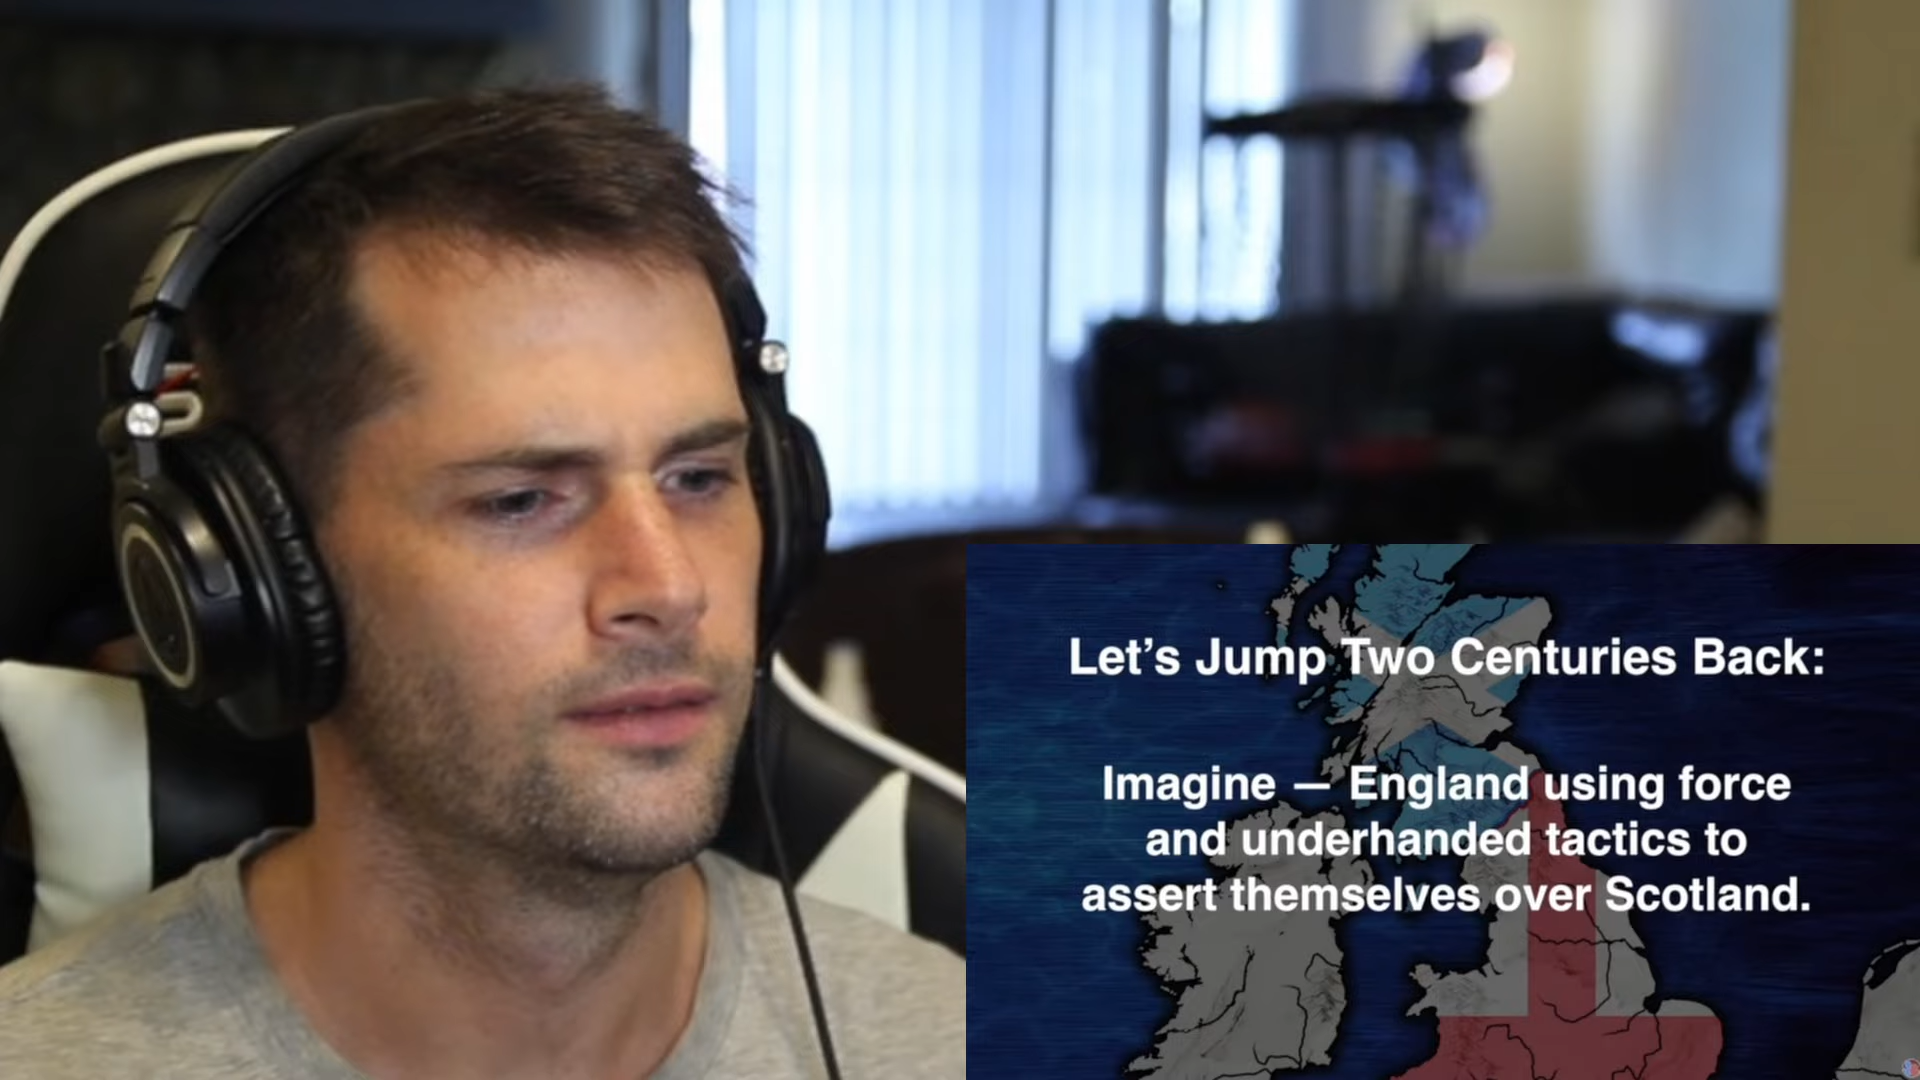 Let’s Jump Two Centuries Back:
Imagine — England using force
and underhanded tactics to
assert themselves over Scotland.